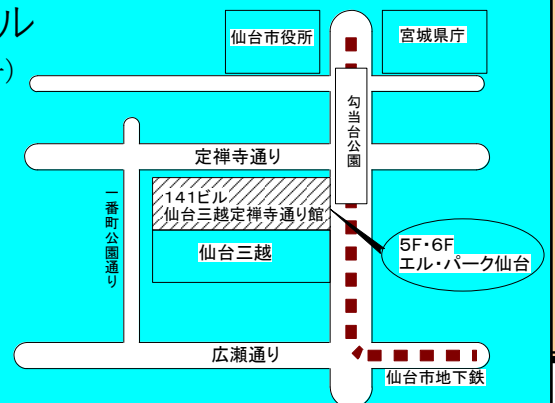 ル
仙台市役所
宮城県庁
勾当台公園
定禅寺通り
一番町公園通り
141ビル
仙台三越定禅寺通り館
仙台三越
5F・6F
エル・パーク仙台
広瀬通り
仙台市地下鉄